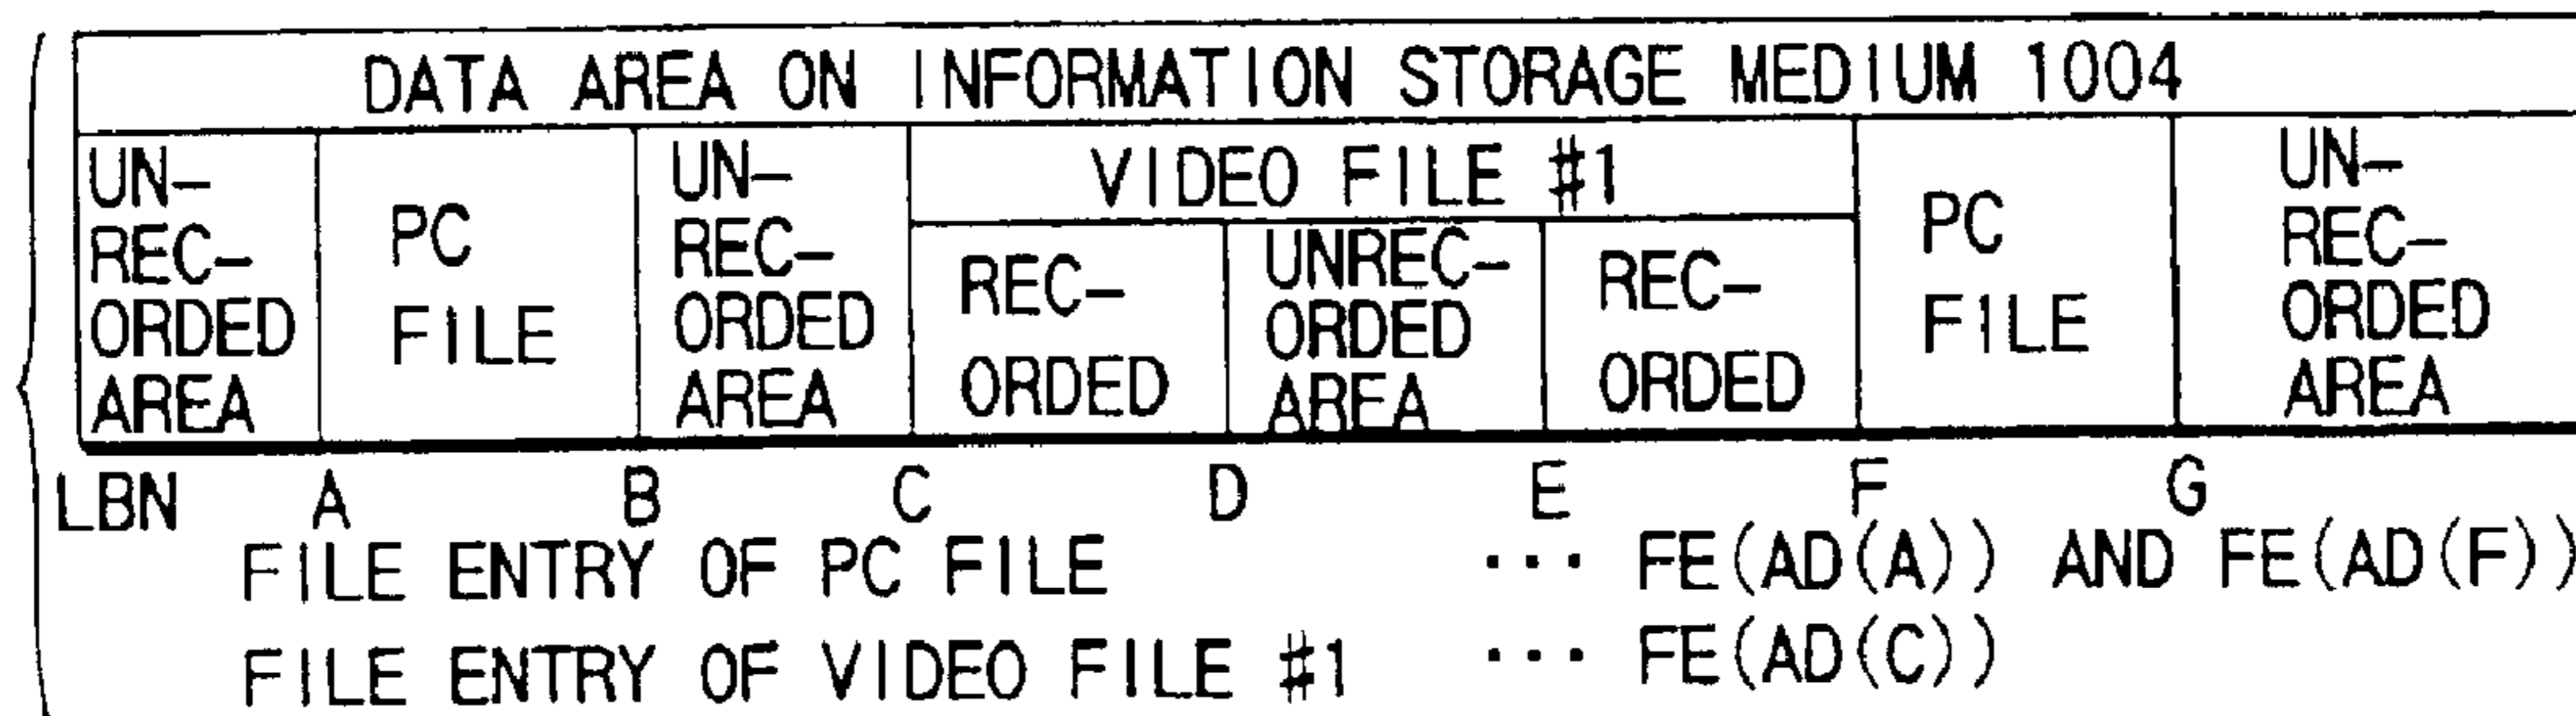 DATA AREA ON INFORMATION STORAGE MEDIUM 1004
UN-
REC-
ORDED
AREA
PC
FILE
UN-
REC-
ORDED
AREA
VIDEO FILE #1
REC-
ORDED
UNREC-
ORDED
AREA
REC-
ORDED
PC
FILE
UN-
REC-
ORDED
AREA
LBN A B C D E F G
FILE ENTRY OF PC FILE ... FE(AD(A)) AND FE(AD(F))
FILE ENTRY OF VIDEO FILE #1 ... FE(AD(C))